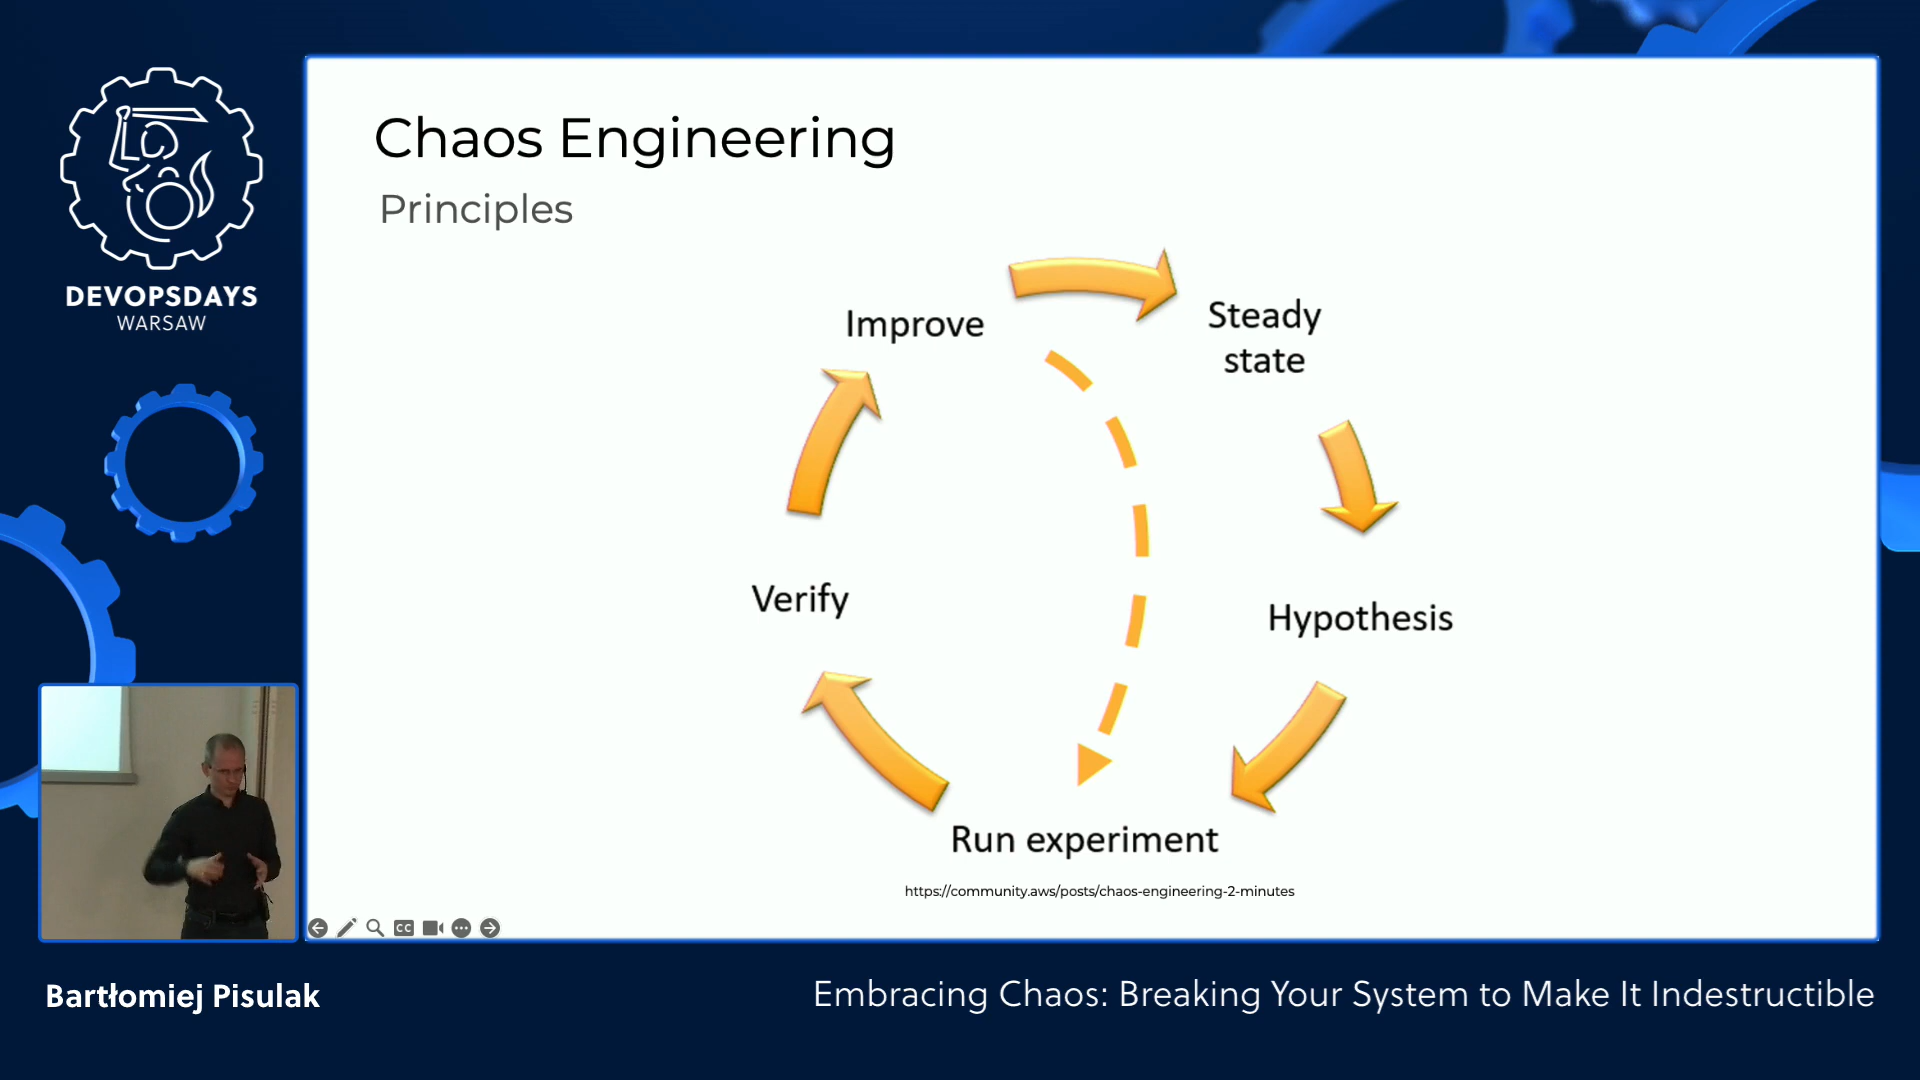 DEVOPSDAYS
WARSAW
Chaos Engineering
Principles
Improve
Steady
state
Verify
Hypothesis
Run experiment
https://community.aws/posts/chaos-engineering-2-minutes
CC
Bartłomiej Pisulak
Embracing Chaos: Breaking Your System to Make It Indestructible